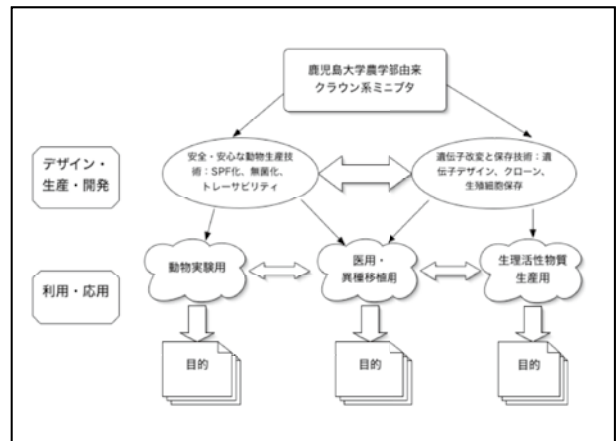 鹿児島大学農学部由来
クラウン系ミニブタ
デザイン・
生産・開発
安全・安心な動物生産技
術：SPF化、無菌化、
トレーサビリティ
遺伝子改変と保存技術：遺
伝子デザイン、クローン、
生殖細胞保存
利用・応用
動物実験用
医用・
異種移植用
生理活性物質
生産用
目的
目的
目的